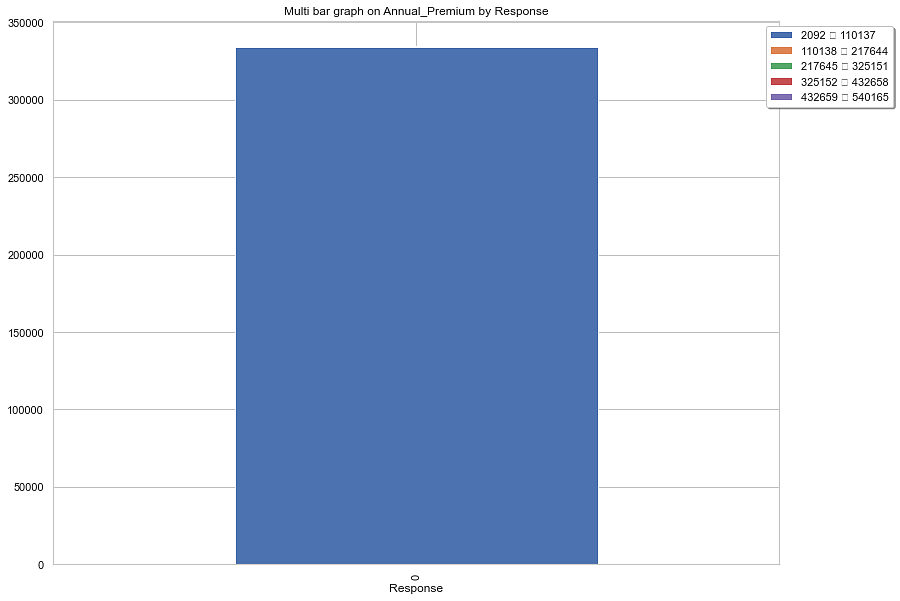 Multi bar graph on Annual_Premium by Response
350000
300000
250000
200000
150000
100000
50000
0
2092 □ 110137
110138 □ 217644
217645 □ 325151
325152 □ 432658
432659 □ 540165
0
Response